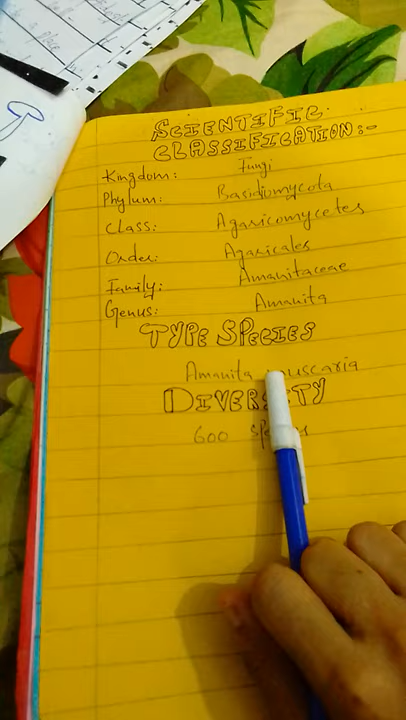 SCIENTIFIC
CLASSIFICATION:-
Kingdom: Fungi
Phylum: Basidiomycota
Class: Agaricomycetes
Order: Agaricales
Family: Amanitaceae
Genus: Amanita
TYPE SPECIES
Amanita muscaria
DIVERSITY
600